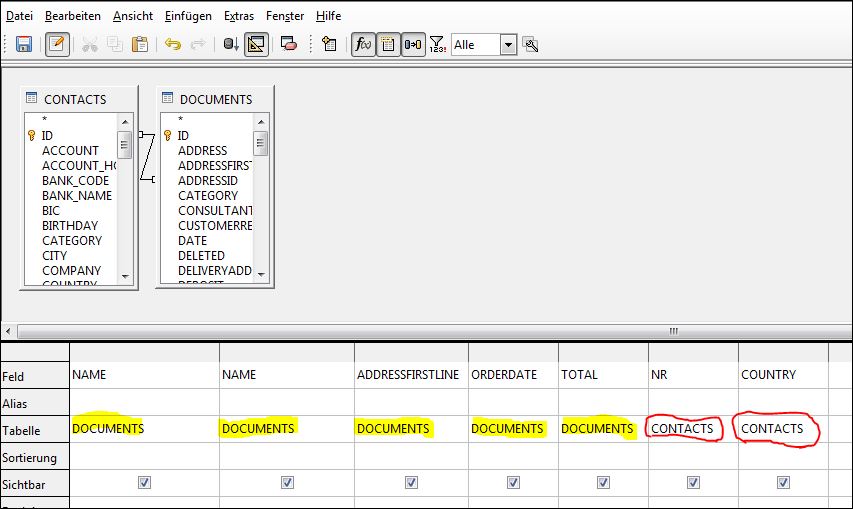 Datei Bearbeiten Ansicht Einfügen Extras Fenster Hilfe
f(x) 123! Alle
CONTACTS
*
ID
ACCOUNT
ACCOUNT_HO
BANK_CODE
BANK_NAME
BIC
BIRTHDAY
CATEGORY
CITY
COMPANY
COUNTRY
DOCUMENTS
*
ID
ADDRESS
ADDRESSFIRST
ADDRESSID
CATEGORY
CONSULTANT
CUSTOMERRE
DATE
DELETED
DELIVERYADD
DEPOSIT
Feld NAME NAME ADDRESSFIRSTLINE ORDERDATE TOTAL NR COUNTRY
Alias
Tabelle DOCUMENTS DOCUMENTS DOCUMENTS DOCUMENTS DOCUMENTS CONTACTS CONTACTS
Sortierung
Sichtbar